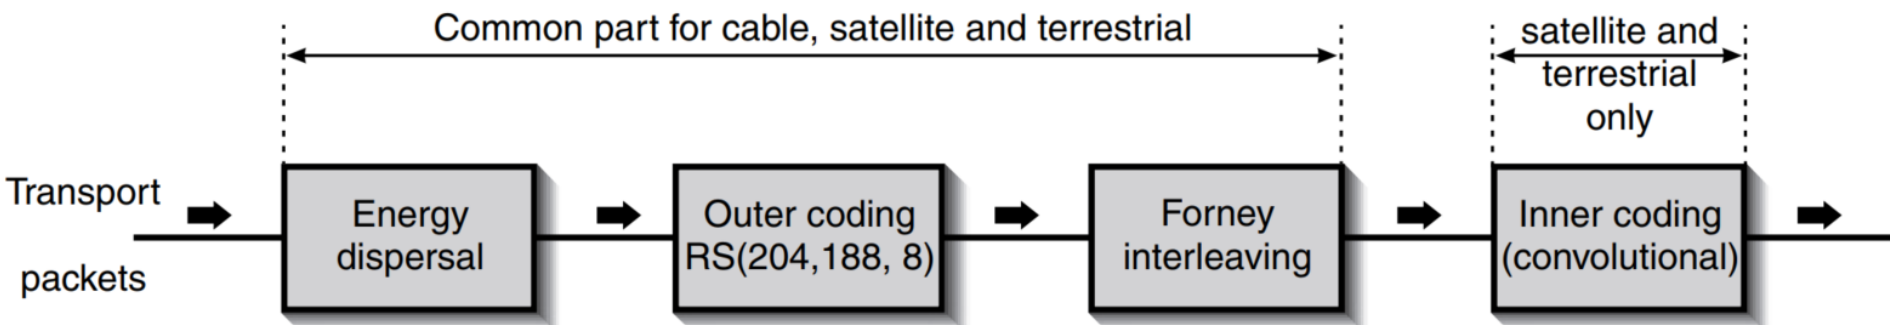 Common part for cable, satellite and terrestrial
satellite and
terrestrial
only
Transport
packets
Energy
dispersal
Outer coding
RS(204,188, 8)
Forney
interleaving
Inner coding
(convolutional)